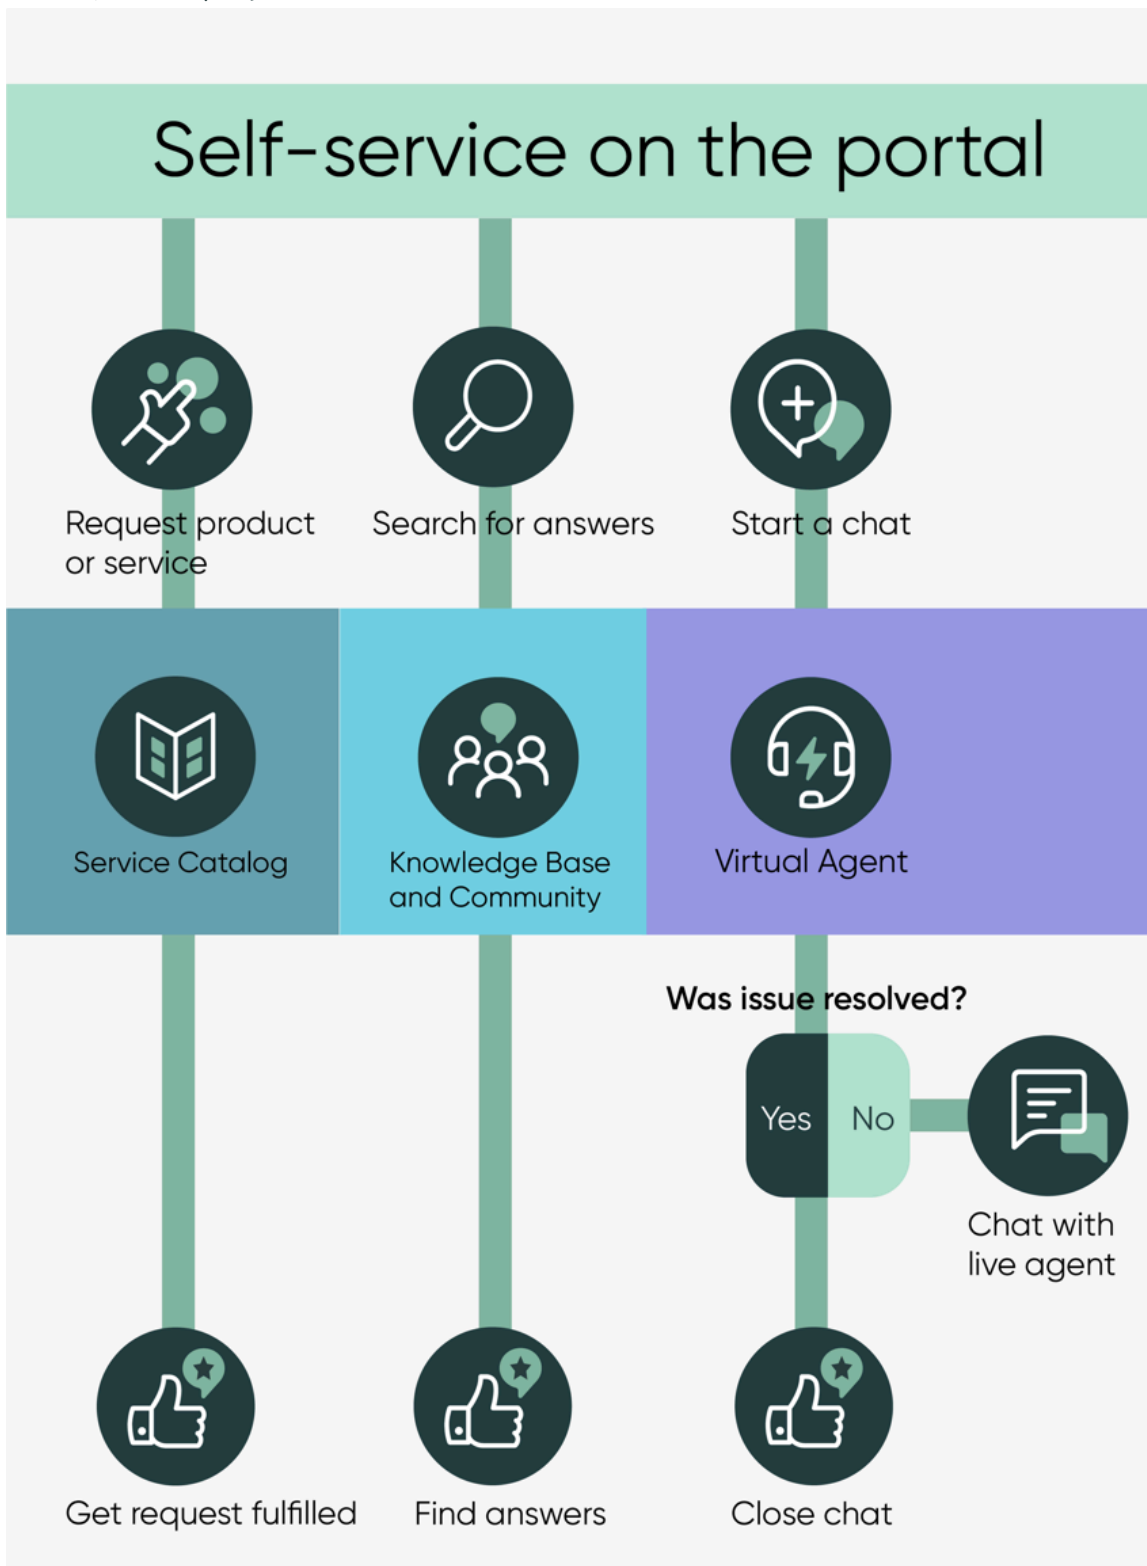 Self-service on the portal
Request product
or service
Search for answers
Start a chat
Service Catalog
Knowledge Base
and Community
Virtual Agent
Was issue resolved?
Yes
No
Chat with
live agent
Get request fulfilled
Find answers
Close chat